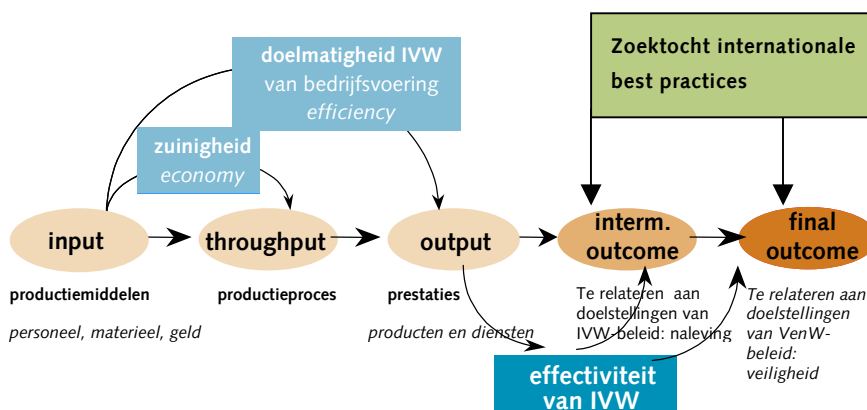 doelmatigheid IVW
van bedrijfsvoering
efficiency
Zoektocht internationale
best practices
zuinigheid
economy
input
throughput
output
interm.
outcome
final
outcome
productiemiddelen
personeel, materieel, geld
productieproces
prestaties
producten en diensten
Te relateren aan
doelstellingen van
IVW-beleid: naleving
Te relateren aan
doelstellingen
van VenW-
beleid:
veiligheid
effectiviteit
van IVW